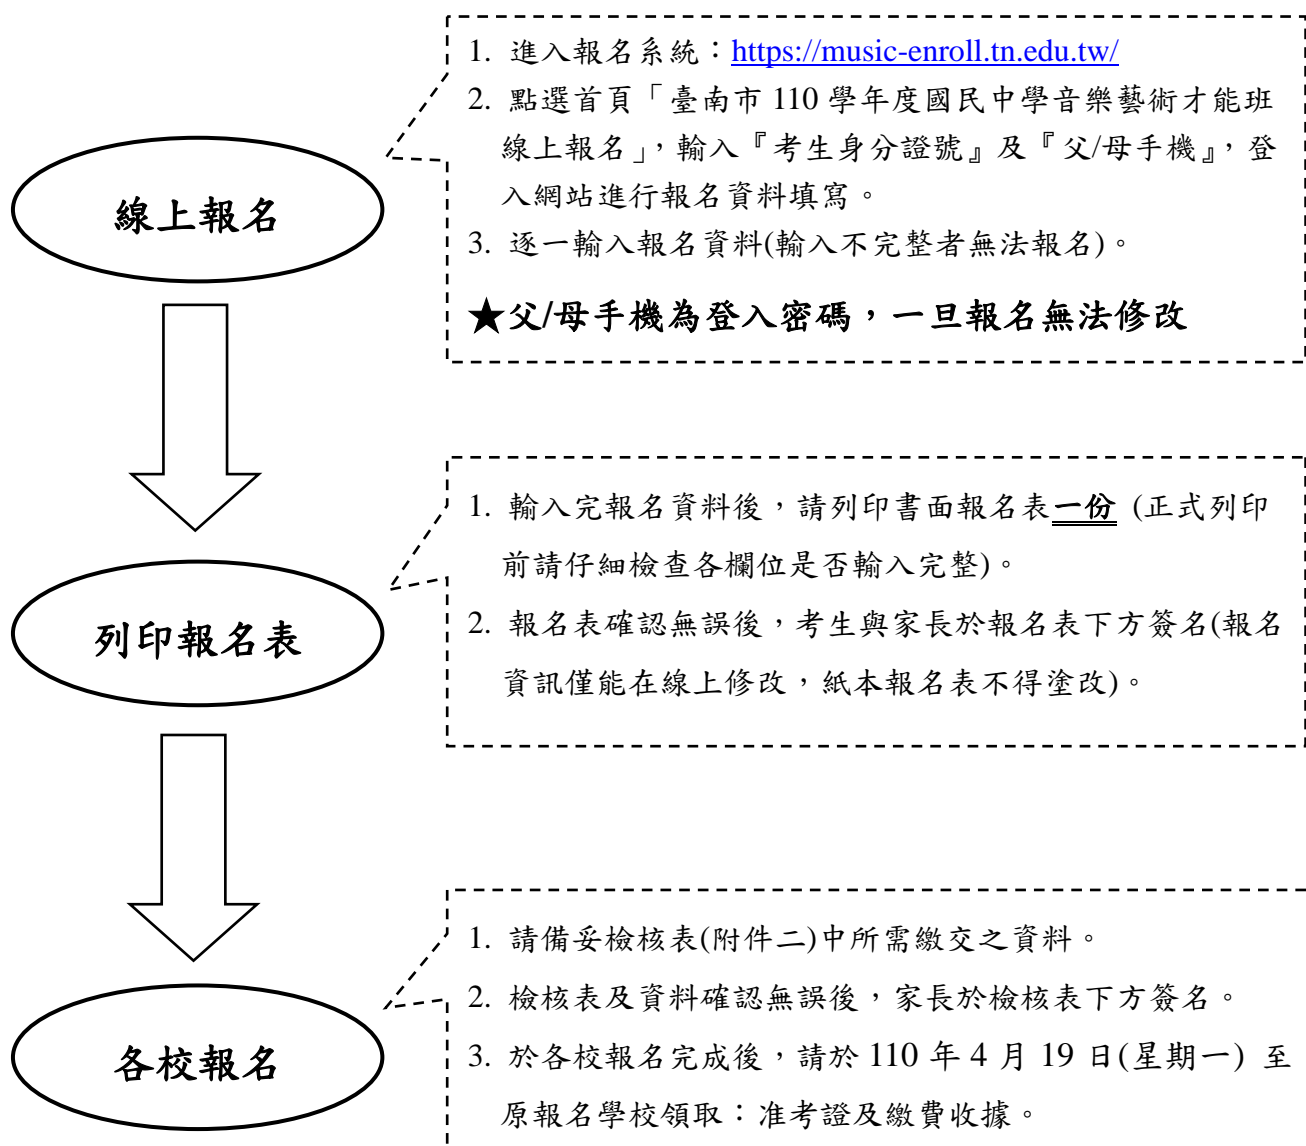 線上報名
1. 進入報名系統：https://music-enroll.tn.edu.tw/
2. 點選首頁「臺南市 110 學年度國民中學音樂藝術才能班
線上報名」，輸入『考生身分證號』及『父/母手機』，登
入網站進行報名資料填寫。
3. 逐一輸入報名資料(輸入不完整者無法報名)。
★父/母手機為登入密碼，一旦報名無法修改
列印報名表
1. 輸入完報名資料後，請列印書面報名表一份 (正式列印
前請仔細檢查各欄位是否輸入完整)。
2. 報名表確認無誤後，考生與家長於報名表下方簽名(報名
資訊僅能在線上修改，紙本報名表不得塗改)。
各校報名
1. 請備妥檢核表(附件二)中所需繳交之資料。
2. 檢核表及資料確認無誤後，家長於檢核表下方簽名。
3. 於各校報名完成後，請於 110 年 4 月 19 日(星期一) 至
原報名學校領取：准考證及繳費收據。